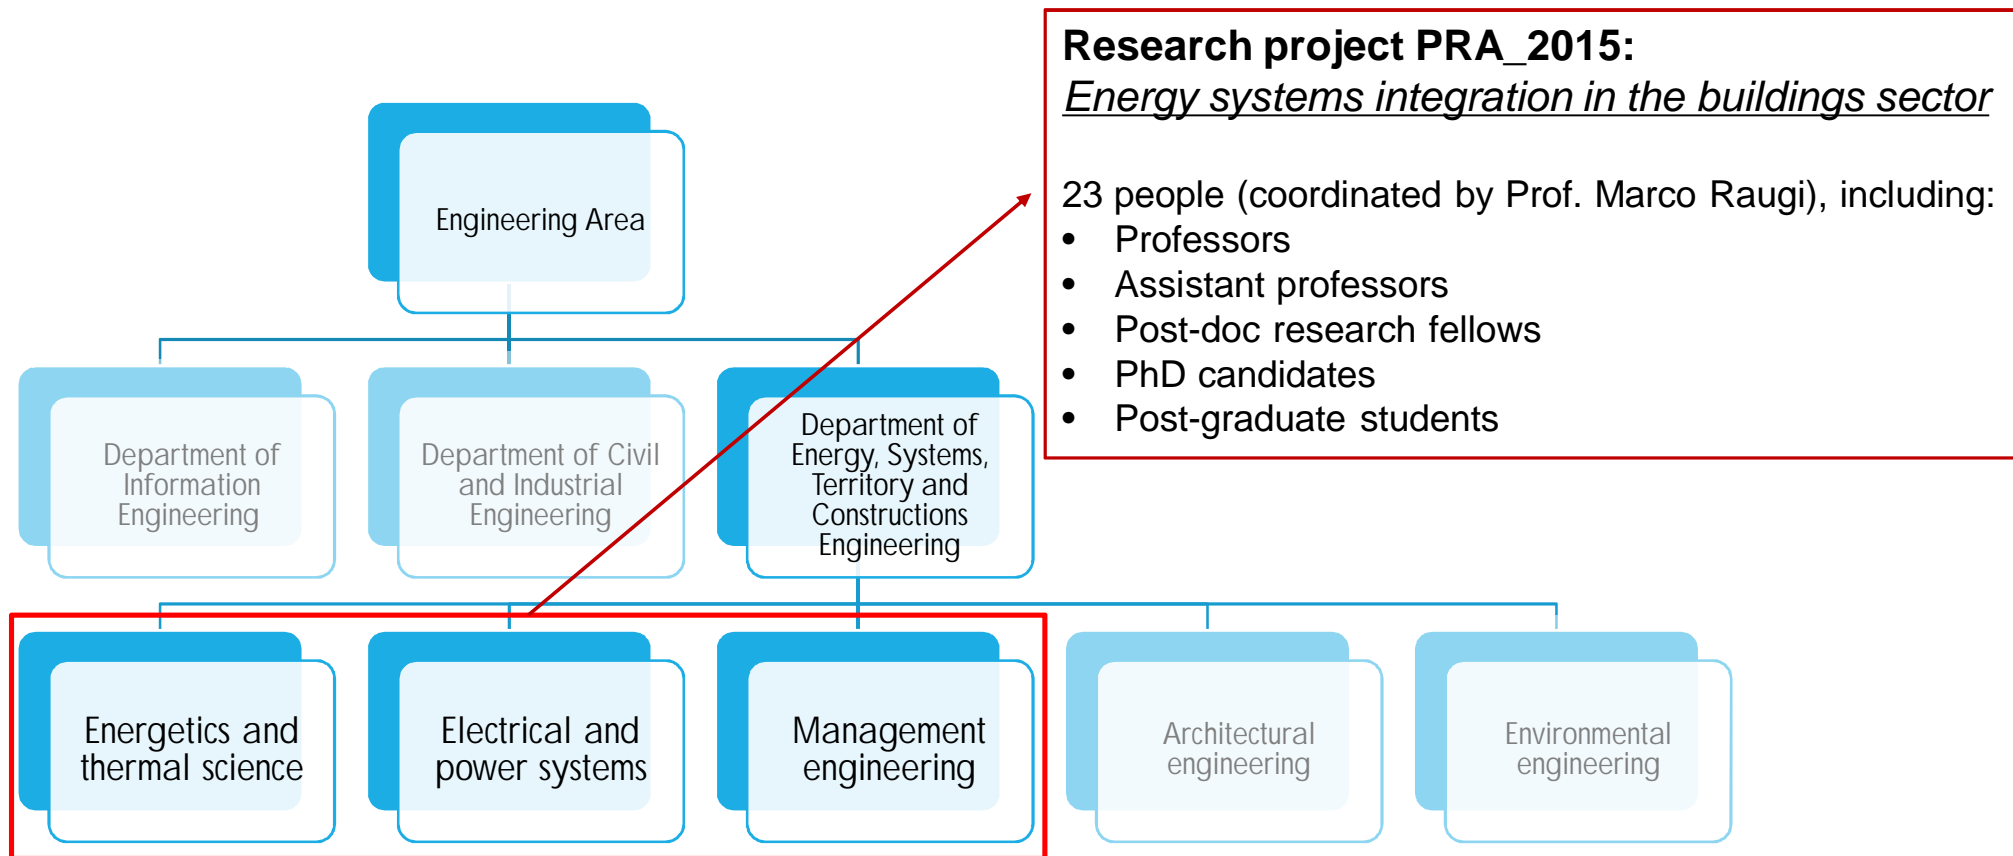 Research project PRA_2015:
Energy systems integration in the buildings sector
23 people (coordinated by Prof. Marco Raugi), including:
• Professors
• Assistant professors
• Post-doc research fellows
• PhD candidates
• Post-graduate students
Engineering Area
Department of
Information
Engineering
Department of Civil
and Industrial
Engineering
Department of
Energy, Systems,
Territory and
Constructions
Engineering
Energetics and
thermal science
Electrical and
power systems
Management
engineering
Architectural
engineering
Environmental
engineering